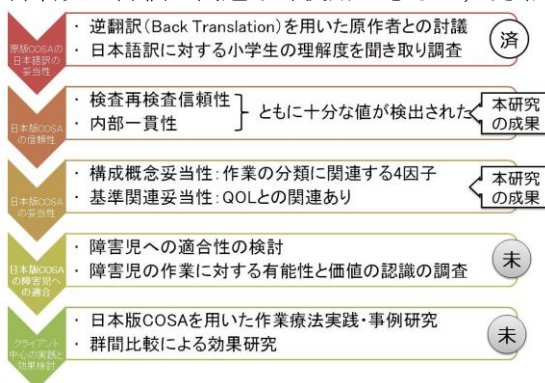 原版COSAの
日本語訳の
妥当性
・ 逆翻訳(Back Translation)を用いた原作者との討議
・ 日本語訳に対する小学生の理解度を聞き取り調査
済
日本版COSA
の信頼性
・ 検査再検査信頼性
・ 内部一貫性
ともに十分な値が検出された
本研究
の成果
日本版COSA
の妥当性
・ 構成概念妥当性:作業の分類に関連する4因子
・ 基準関連妥当性:QOLとの関連あり
本研究
の成果
日本版COSA
の障害児へ
の適合
・ 障害児への適合性の検討
・ 障害児の作業に対する有能性と価値の認識の調査
未
クライアント
中心の実践と
効果検討
・ 日本版COSAを用いた作業療法実践・事例研究
・ 群間比較による効果研究
未